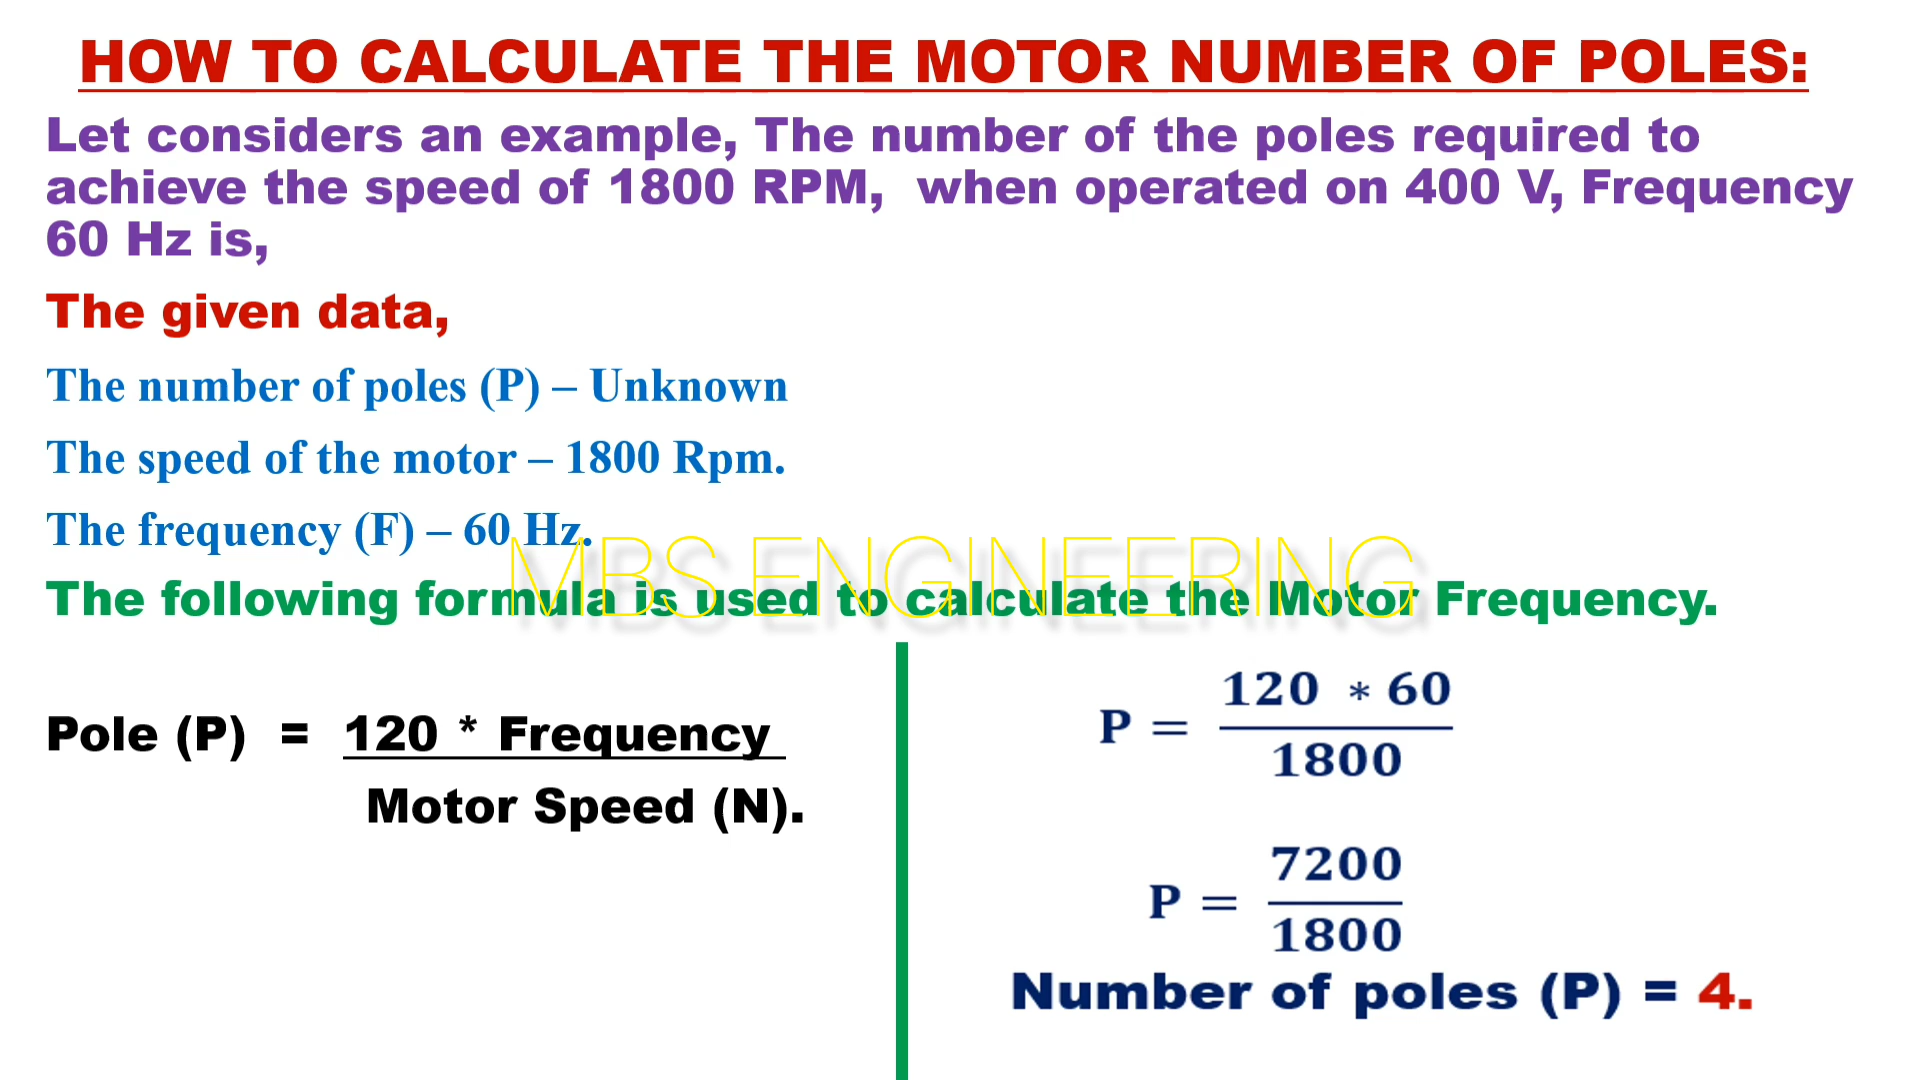 HOW TO CALCULATE THE MOTOR NUMBER OF POLES:
Let considers an example, The number of the poles required to
achieve the speed of 1800 RPM, when operated on 400 V, Frequency
60 Hz is,
The given data,
The number of poles (P) – Unknown
The speed of the motor – 1800 Rpm.
The frequency (F) – 60 Hz.
MBS ENGINEERING
The following formula is used to calculate the Motor Frequency.
Pole (P) = 120 * Frequency
Motor Speed (N).
120 * 60
P =
1800
7200
P =
1800
Number of poles (P) = 4.